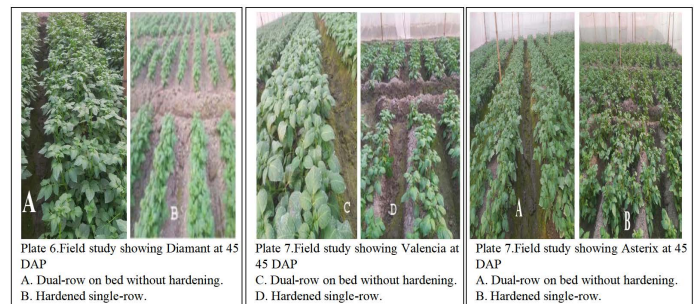 A
B
Plate 6.Field study showing Diamant at 45
DAP
A. Dual-row on bed without hardening.
B. Hardened single-row.
C
D
Plate 7.Field study showing Valencia at
45 DAP
C. Dual-row on bed without hardening.
D. Hardened single-row.
A
B
Plate 7.Field study showing Asterix at 45
DAP
A. Dual-row on bed without hardening.
B. Hardened single-row.